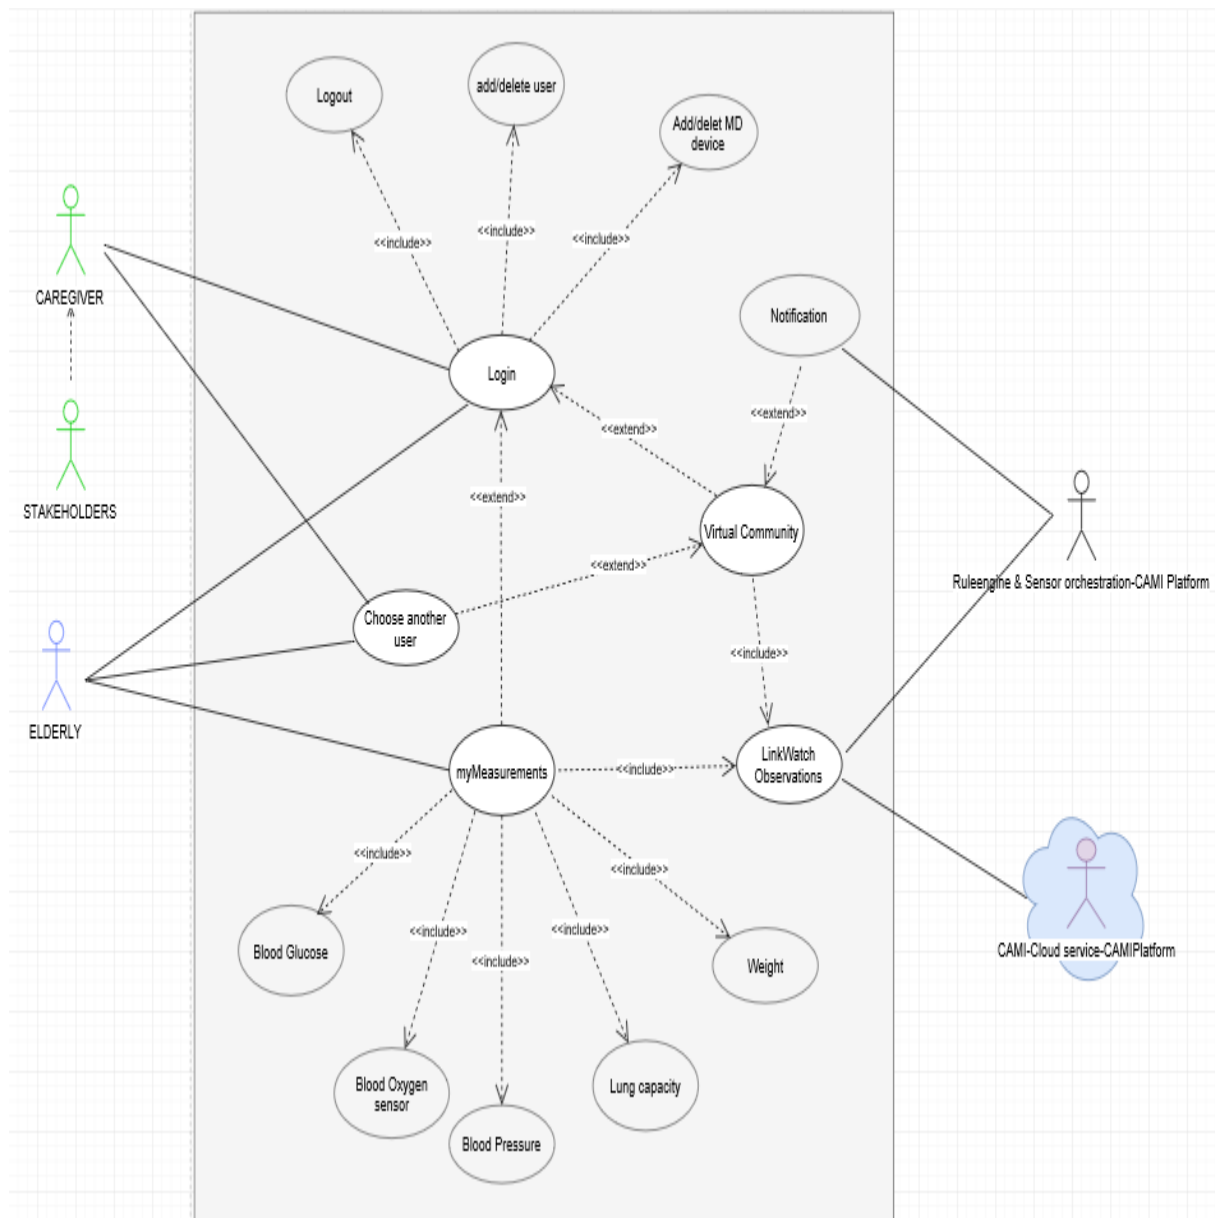 add/delete user
Logout
Add/delet MD
device
<<include>>
<<include>>
<<include>>
CAREGIVER
Notification
Login
<<extend>>
<<extend>>
<<extend>>
STAKEHOLDERS
Virtual Community
<<extend>>
Ruleengine & Sensor orchestration-CAMI Platform
Choose another
user
<<include>>
ELDERLY
LinkWatch
Observations
myMeasurements
<<include>>
<<include>>
<<include>>
<<include>>
<<include>>
<<include>>
Blood Glucose
CAMI-Cloud service-CAMIPlatform
Weight
Blood Oxygen
sensor
Lung capacity
Blood Pressure